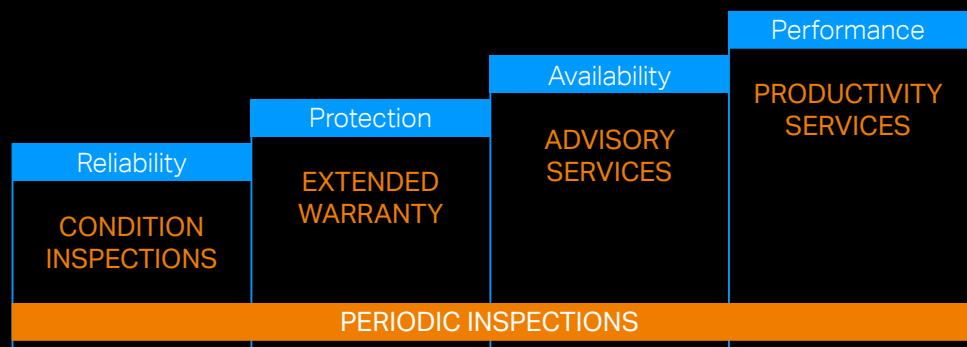 Reliability
CONDITION
INSPECTIONS
Protection
EXTENDED
WARRANTY
Availability
ADVISORY
SERVICES
Performance
PRODUCTIVITY
SERVICES
PERIODIC INSPECTIONS